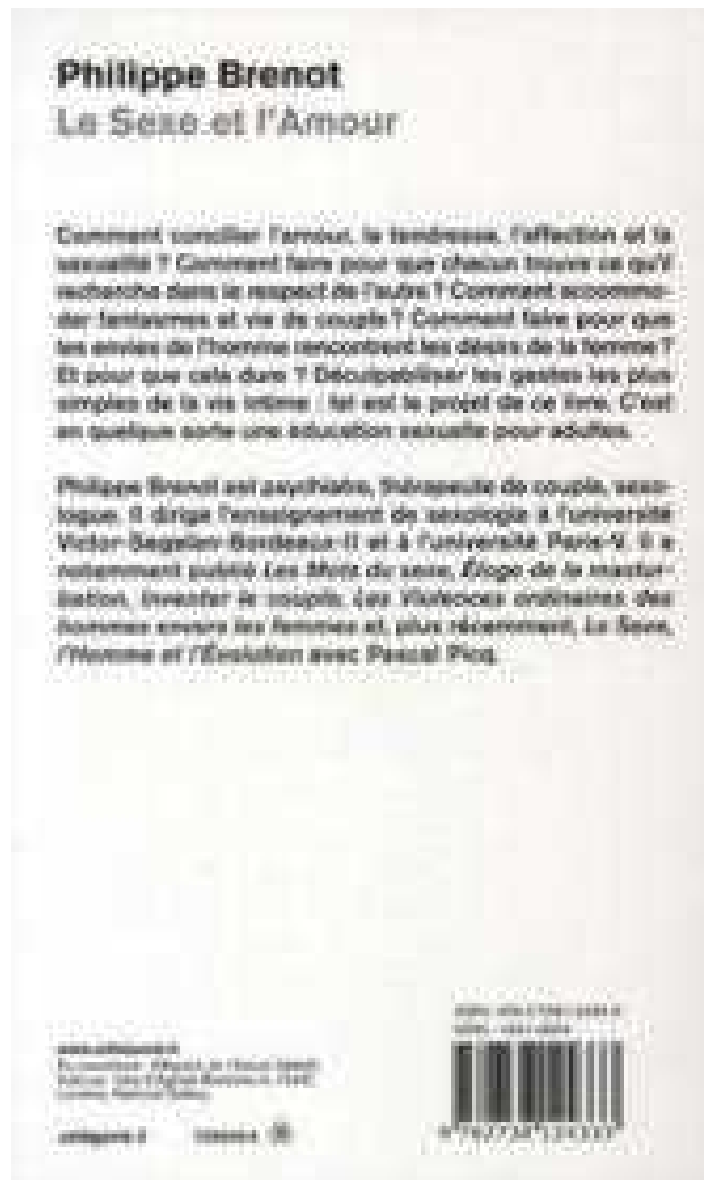 Philippe Brenot
Le Sexe et l'Amour
Comment concilier l'amour, la tendresse, l'affection et la
sexualité ? Comment faire pour que chacun trouve ce qu'il
recherche dans le respect de l'autre ? Comment accommo-
der fantasmes et vie de couple ? Comment faire pour que
les envies de l'homme rencontrent les désirs de la femme ?
Et pour que cela dure ? Déculpabiliser les gestes les plus
simples de la vie intime : tel est le projet de ce livre. C'est
en quelque sorte une éducation sexuelle pour adultes.
Philippe Brenot est psychiatre, thérapeute de couple, sexo-
logue. Il dirige l'enseignement de sexologie à l'université
Victor-Segalen-Bordeaux-II et à l'université Paris-V. Il a
notamment publié Les Mots du sexe, Éloge de la mastur-
bation, Inventer le couple, Les Violences ordinaires des
hommes envers les femmes et, plus récemment, Le Sexe,
l'Homme et l'Évolution avec Pascal Picq.